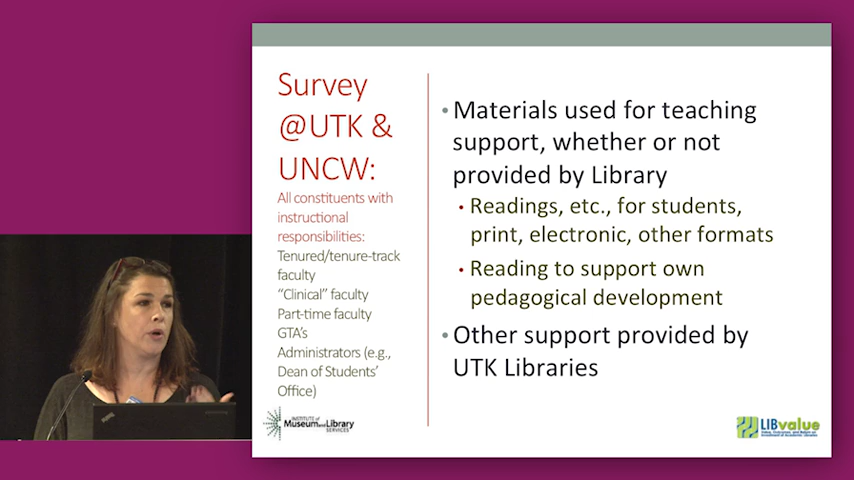 Survey
@UTK &
UNCW:
All constituents with
instructional
responsibilities:
Tenured/tenure-track
faculty
“Clinical” faculty
Part-time faculty
GTA’s
Administrators (e.g.,
Dean of Students’
Office)
• Materials used for teaching
support, whether or not
provided by Library
• Readings, etc., for students,
print, electronic, other formats
• Reading to support own
pedagogical development
• Other support provided by
UTK Libraries
INSTITUTE of
Museum and Library
SERVICES
LIBvalue